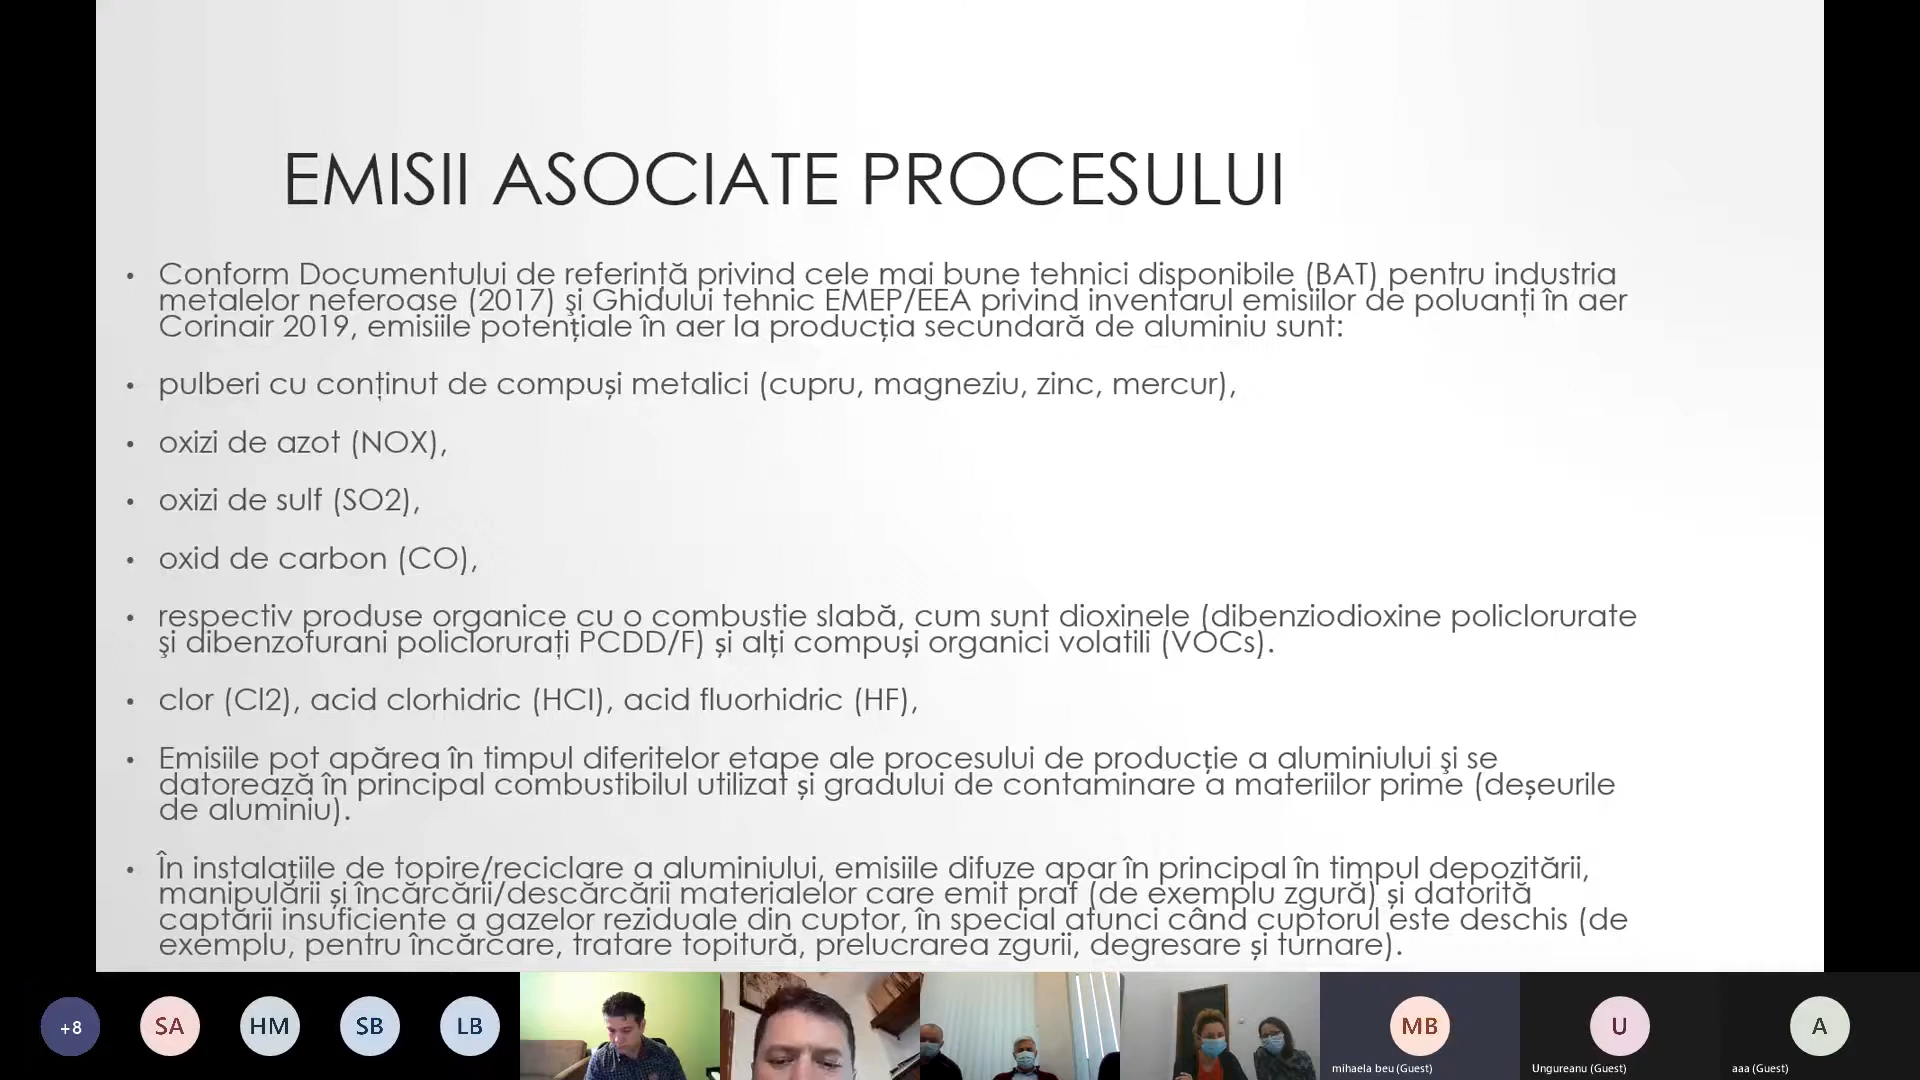 EMISII ASOCIATE PROCESULUI
• Conform Documentului de referință privind cele mai bune tehnici disponibile (BAT) pentru industria
metalelor neferoase (2017) şi Ghidului tehnic EMEP/EEA privind inventarul emisiilor de poluanți în aer
Corinair 2019, emisiile potențiale în aer la producția secundară de aluminiu sunt:
• pulberi cu conținut de compuși metalici (cupru, magneziu, zinc, mercur),
• oxizi de azot (NOX),
• oxizi de sulf (SO2),
• oxid de carbon (CO),
• respectiv produse organice cu o combustie slabă, cum sunt dioxinele (dibenziodioxine policlorurate
şi dibenzofurani policlorurați PCDD/F) și alți compuși organici volatili (VOCs).
• clor (Cl2), acid clorhidric (HCl), acid fluorhidric (HF),
• Emisiile pot apărea în timpul diferitelor etape ale procesului de producție a aluminiului şi se
datorează în principal combustibilul utilizat și gradului de contaminare a materiilor prime (deșeurile
de aluminiu).
• În instalațiile de topire/reciclare a aluminiului, emisiile difuze apar în principal în timpul depozitării,
manipulării și încărcării/descărcării materialelor care emit praf (de exemplu zgură) și datorită
captării insuficiente a gazelor reziduale din cuptor, în special atunci când cuptorul este deschis (de
exemplu, pentru încărcare, tratare topitură, prelucrarea zgurii, degresare și turnare).
+8
SA
HM
SB
LB
MB
U
A
mihaela beu (Guest)
Ungureanu (Guest)
aaa (Guest)